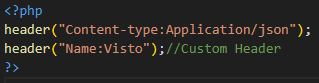 <?php
header("Content-type:Application/json");
header("Name:Visto");//Custom Header
?>